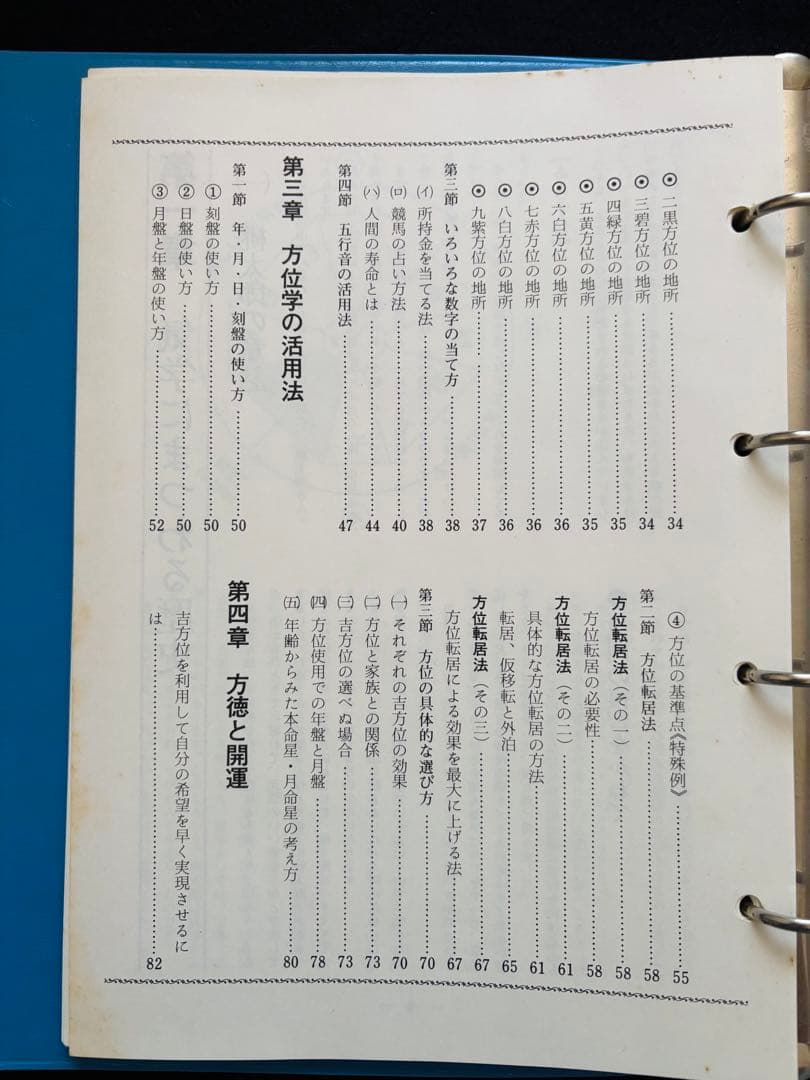 ◉ 二黒方位の地所……34
◉ 三碧方位の地所……34
◉ 四緑方位の地所……35
◉ 五黄方位の地所……35
◉ 六白方位の地所……36
◉ 七赤方位の地所……36
◉ 八白方位の地所……36
◉ 九紫方位の地所……37
第三節 いろいろな数字の当て方……38
(イ) 所持金を当てる法……38
(ロ) 競馬の占い方法……40
(ハ) 人間の寿命とは……44
第四節 五行音の活用法……47
第三章 方位学の活用法
第一節 年・月・日・刻盤の使い方……50
① 刻盤の使い方……50
② 日盤の使い方……50
③ 月盤と年盤の使い方……52
④ 方位の基準点《特殊例》……55
第二節 方位転居法……58
方位転居法(その一)……58
方位転居の必要性……58
方位転居法(その二)……61
具体的な方位転居の方法……61
転居、仮移転と外泊……65
方位転居法(その三)……67
方位転居による効果を最大に上げる法……67
第三節 方位の具体的な選び方……70
(一) それぞれの吉方位の効果……70
(二) 方位と家族との関係……73
(三) 吉方位の選べぬ場合……73
(四) 方位使用での年盤と月盤……78
(五) 年齢からみた本命星・月命星の考え方……80
第四章 方徳と開運
吉方位を利用して自分の希望を早く実現させるに
は……82